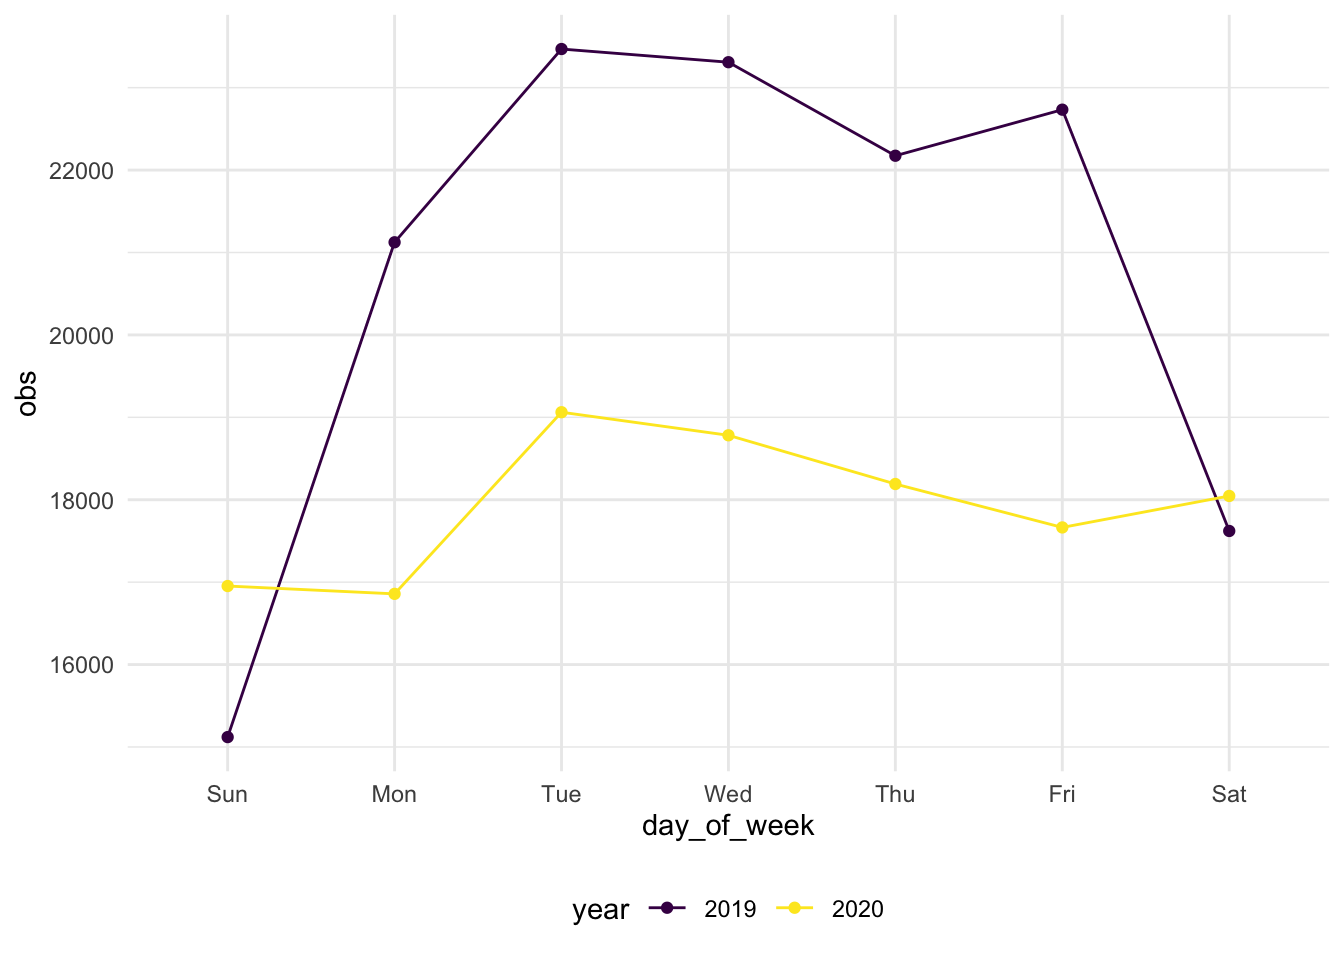 22000
20000
18000
16000
obs
Sun Mon Tue Wed Thu Fri Sat
day_of_week
year 2019 2020